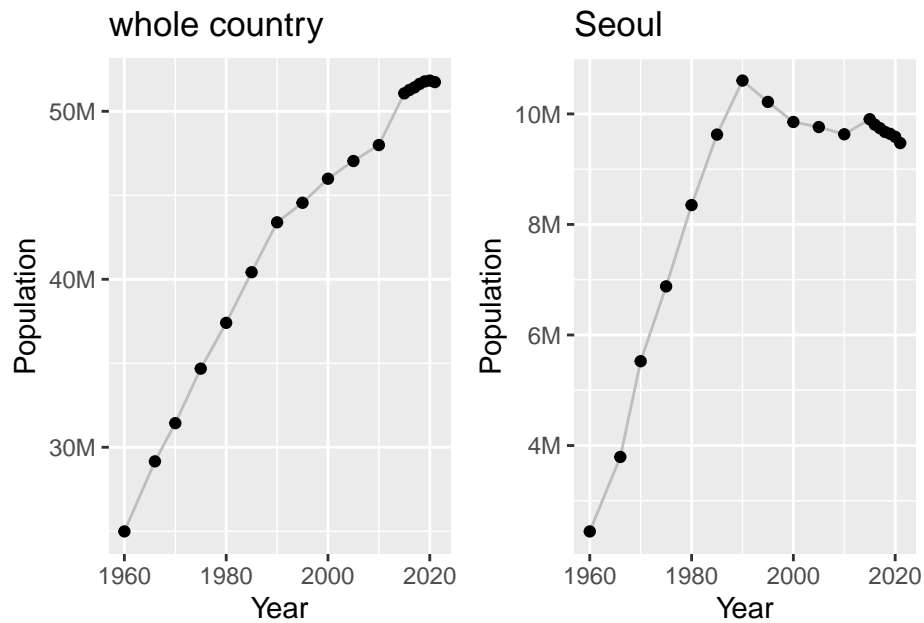 whole country
50M
40M
30M
Population
1960
1980
2000
2020
Year
Seoul
10M
8M
6M
4M
Population
1960
1980
2000
2020
Year